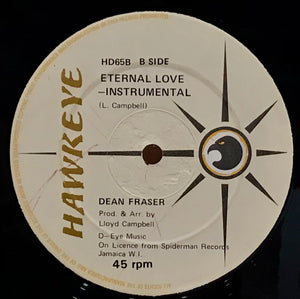 HD65B B SIDE
ETERNAL LOVE
–INSTRUMENTAL
(L. Campbell)
HAWKEYE
DEAN FRASER
Prod. & Arr. by
Lloyd Campbell
D–Eye Music
On Licence from Spiderman Records
Jamaica W.I.
45 rpm